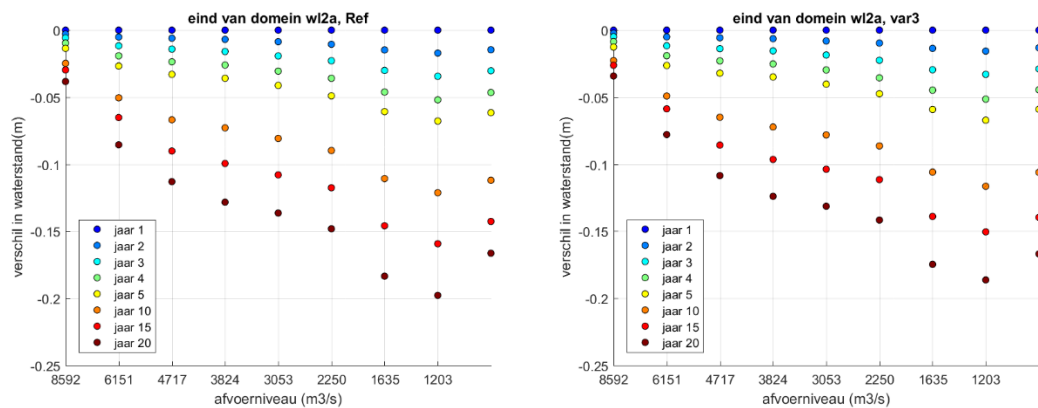 eind van domein wl2a, Ref
0
-0.05
-0.1
-0.15
-0.2
-0.25
verschil in waterstand(m)
jaar 1
jaar 2
jaar 3
jaar 4
jaar 5
jaar 10
jaar 15
jaar 20
8592 6151 4717 3824 3053 2250 1635 1203
afvoerniveau (m3/s)
eind van domein wl2a, var3
0
-0.05
-0.1
-0.15
-0.2
-0.25
verschil in waterstand(m)
jaar 1
jaar 2
jaar 3
jaar 4
jaar 5
jaar 10
jaar 15
jaar 20
8592 6151 4717 3824 3053 2250 1635 1203
afvoerniveau (m3/s)